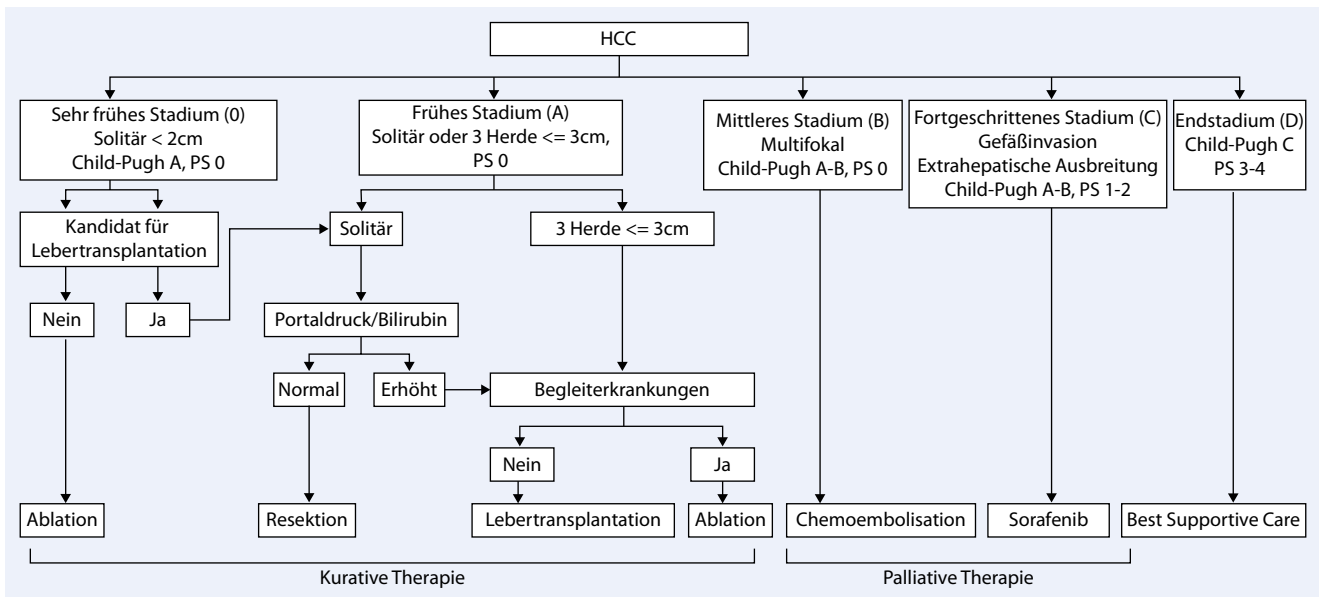 HCC
Sehr frühes Stadium (0)
Solitär < 2cm
Child-Pugh A, PS 0
Frühes Stadium (A)
Solitär oder 3 Herde <= 3cm,
PS 0
Mittleres Stadium (B)
Multifokal
Child-Pugh A-B, PS 0
Fortgeschrittenes Stadium (C)
Gefäßinvasion
Extrahepatische Ausbreitung
Child-Pugh A-B, PS 1-2
Endstadium (D)
Child-Pugh C
PS 3-4
Kandidat für
Lebertransplantation
Solitär
3 Herde <= 3cm
Nein
Ja
Portaldruck/Bilirubin
Normal
Erhöht
Begleiterkrankungen
Nein
Ja
Ablation
Resektion
Lebertransplantation
Ablation
Chemoembolisation
Sorafenib
Best Supportive Care
Kurative Therapie
Palliative Therapie